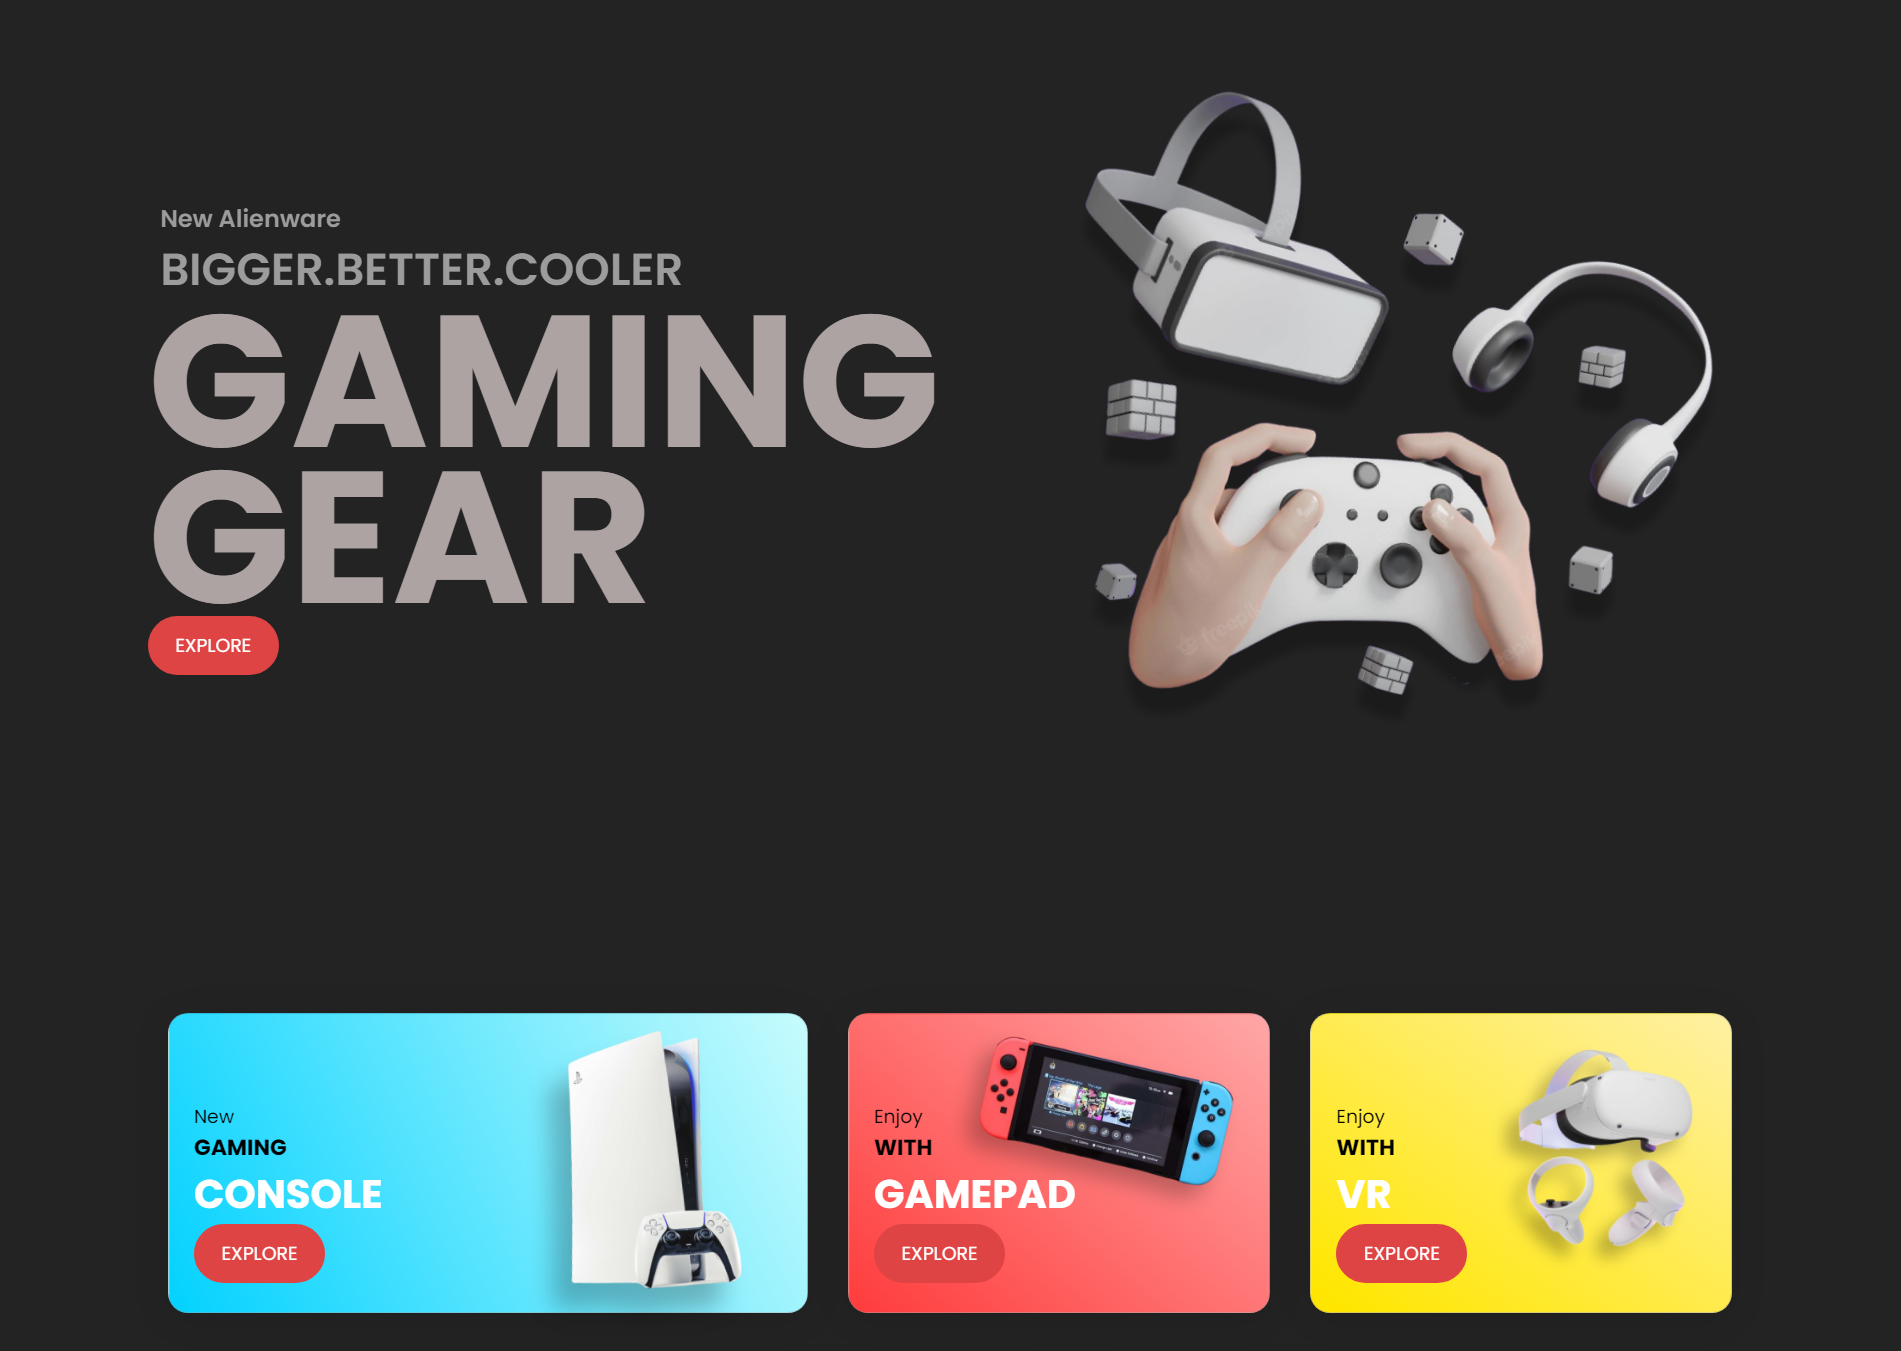 New Alienware
BIGGER.BETTER.COOLER
GAMING
GEAR
EXPLORE
freepik
New
GAMING
CONSOLE
EXPLORE
Enjoy
WITH
GAMEPAD
EXPLORE
Enjoy
WITH
VR
EXPLORE